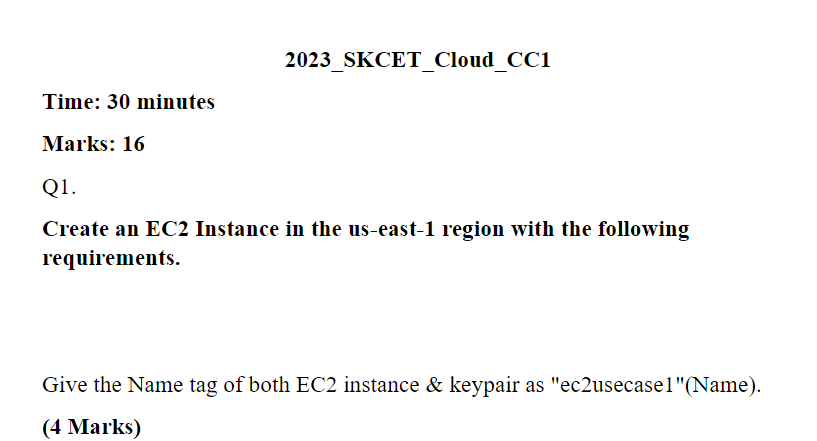 2023_SKCET_Cloud_CC1
Time: 30 minutes
Marks: 16
Q1.
Create an EC2 Instance in the us-east-1 region with the following
requirements.
Give the Name tag of both EC2 instance & keypair as "ec2usecase1"(Name).
(4 Marks)